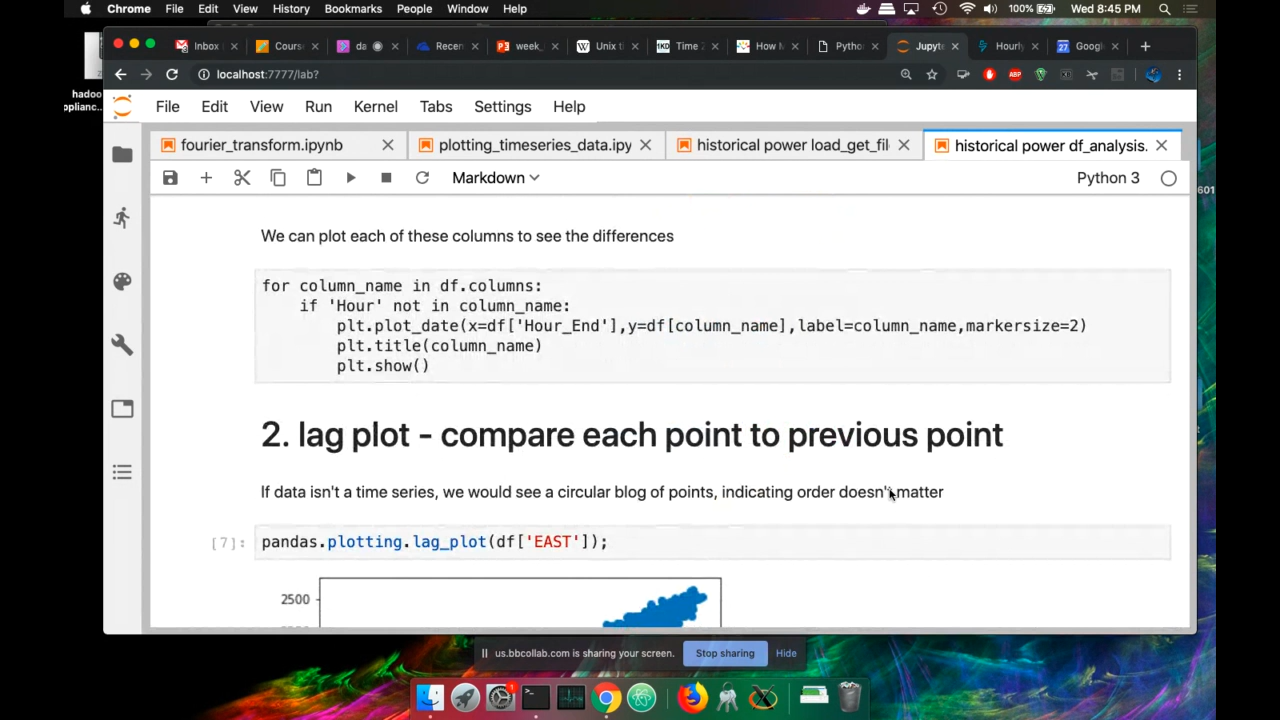 Chrome File Edit View History Bookmarks People Window Help 100% Wed 8:45 PM
Inbox Cours da Recen week_ Unix ti Time How M Pytho Jupyte Hourly Googl
localhost:7777/lab?
hadoo
pplianc...
File Edit View Run Kernel Tabs Settings Help
fourier_transform.ipynb plotting_timeseries_data.ipy historical power load_get_fil historical power df_analysis.
Markdown Python 3
601
We can plot each of these columns to see the differences
for column_name in df.columns:
    if 'Hour' not in column_name:
        plt.plot_date(x=df['Hour_End'],y=df[column_name],label=column_name,markersize=2)
        plt.title(column_name)
        plt.show()
2. lag plot - compare each point to previous point
If data isn't a time series, we would see a circular blog of points, indicating order doesn't matter
[7]: pandas.plotting.lag_plot(df['EAST']);
2500
us.bbcollab.com is sharing your screen. Stop sharing Hide